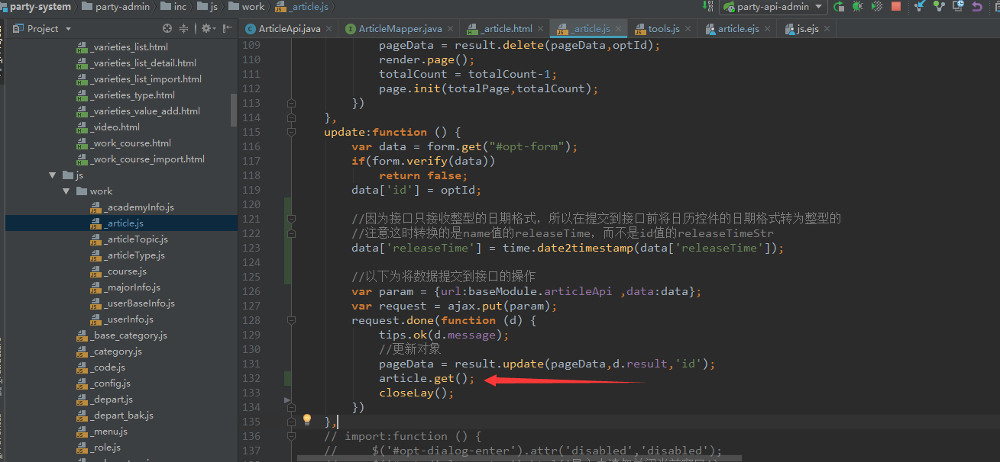 party-system party-admin inc js work _article.js party-api-admin
Project ArticleApi.java ArticleMapper.java _article.html _article.js tools.js article.ejs js.ejs
_varieties_list.html
_varieties_list_detail.html
_varieties_list_import.html
_varieties_type.html
_varieties_value_add.html
_video.html
_work_course.html
_work_course_import.html
js
work
_academyInfo.js
_article.js
_articleTopic.js
_articleType.js
_course.js
_majorInfo.js
_userBaseInfo.js
_userInfo.js
_base_category.js
_category.js
_code.js
_config.js
_depart.js
_depart_bak.js
_menu.js
_role.js
109 pageData = result.delete(pageData,optId);
110 render.page();
111 totalCount = totalCount-1;
112 page.init(totalPage,totalCount);
113 })
114 },
115 update:function () {
116 var data = form.get("#opt-form");
117 if(form.verify(data))
118 return false;
119 data['id'] = optId;
120
121 //因为接口只接收整型的日期格式，所以在提交到接口前将日历控件的日期格式转为整型的
122 //注意这时转换的是name值的releaseTime，而不是id值的releaseTimeStr
123 data['releaseTime'] = time.date2timestamp(data['releaseTime']);
124
125 //以下为将数据提交到接口的操作
126 var param = {url:baseModule.articleApi ,data:data};
127 var request = ajax.put(param);
128 request.done(function (d) {
129 tips.ok(d.message);
130 //更新对象
131 pageData = result.update(pageData,d.result,'id');
132 article.get();
133 closeLay();
134 })
135 },
136 // import:function () {
137 // $('#opt-dialog-enter').attr('disabled','disabled');